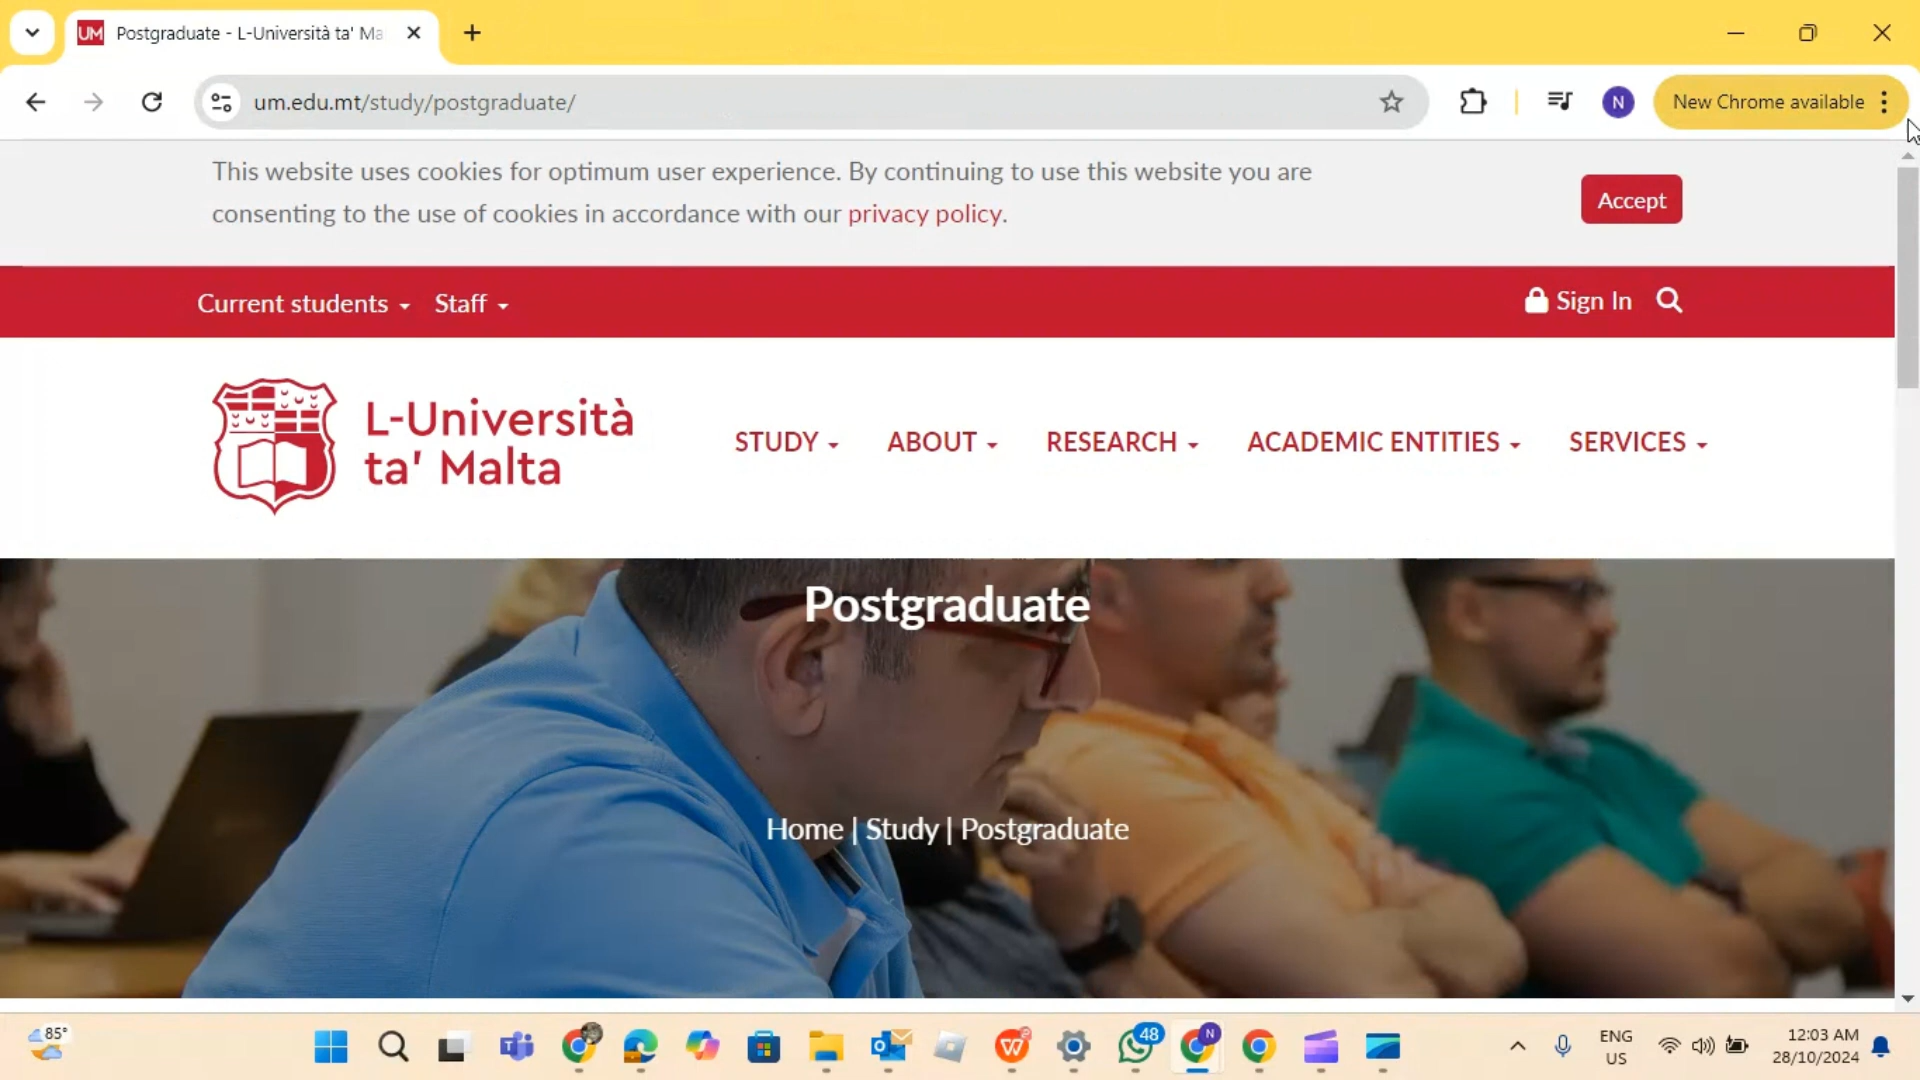 UM Postgraduate - L-Università ta' Ma
um.edu.mt/study/postgraduate/
N
New Chrome available
This website uses cookies for optimum user experience. By continuing to use this website you are
consenting to the use of cookies in accordance with our privacy policy.
Accept
Current students Staff
Sign In
L-Università
ta' Malta
STUDY ABOUT RESEARCH ACADEMIC ENTITIES SERVICES
Postgraduate
Home | Study | Postgraduate
85°
48
N
ENG
US
12:03 AM
28/10/2024